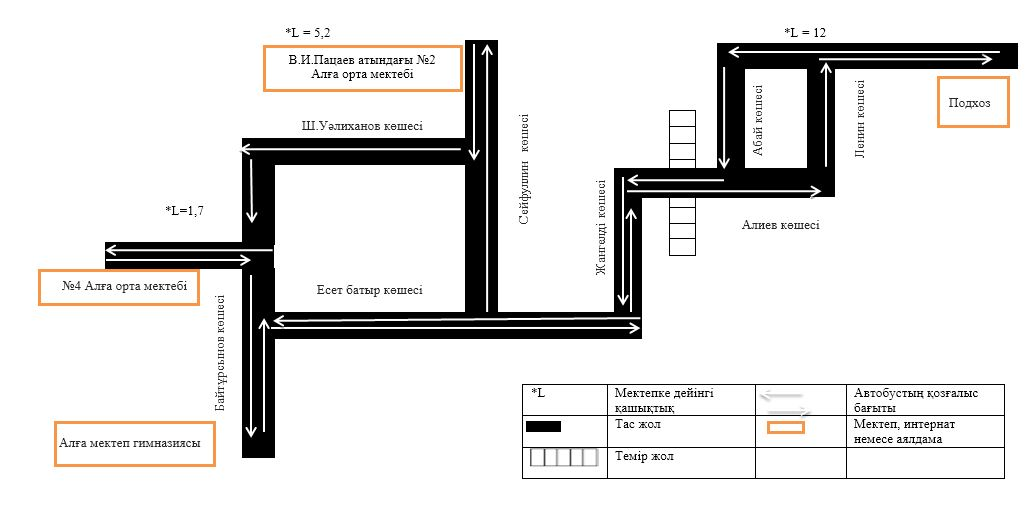 *L = 5,2
*L = 12
В.И.Пацаев атындағы №2
Алға орта мектебі
Подхоз
Ш.Уәлиханов көшесі
Сейфуллин көшесі
Абай көшесі
Ленин көшесі
*L=1,7
Жангелді көшесі
Алиев көшесі
№4 Алға орта мектебі
Есет батыр көшесі
Байтұрсынов көшесі
Алға мектеп гимназиясы
*L
Мектепке дейінгі
қашықтық
Автобустың қозғалыс
бағыты
Тас жол
Мектеп, интернат
немесе аялдама
Темір жол